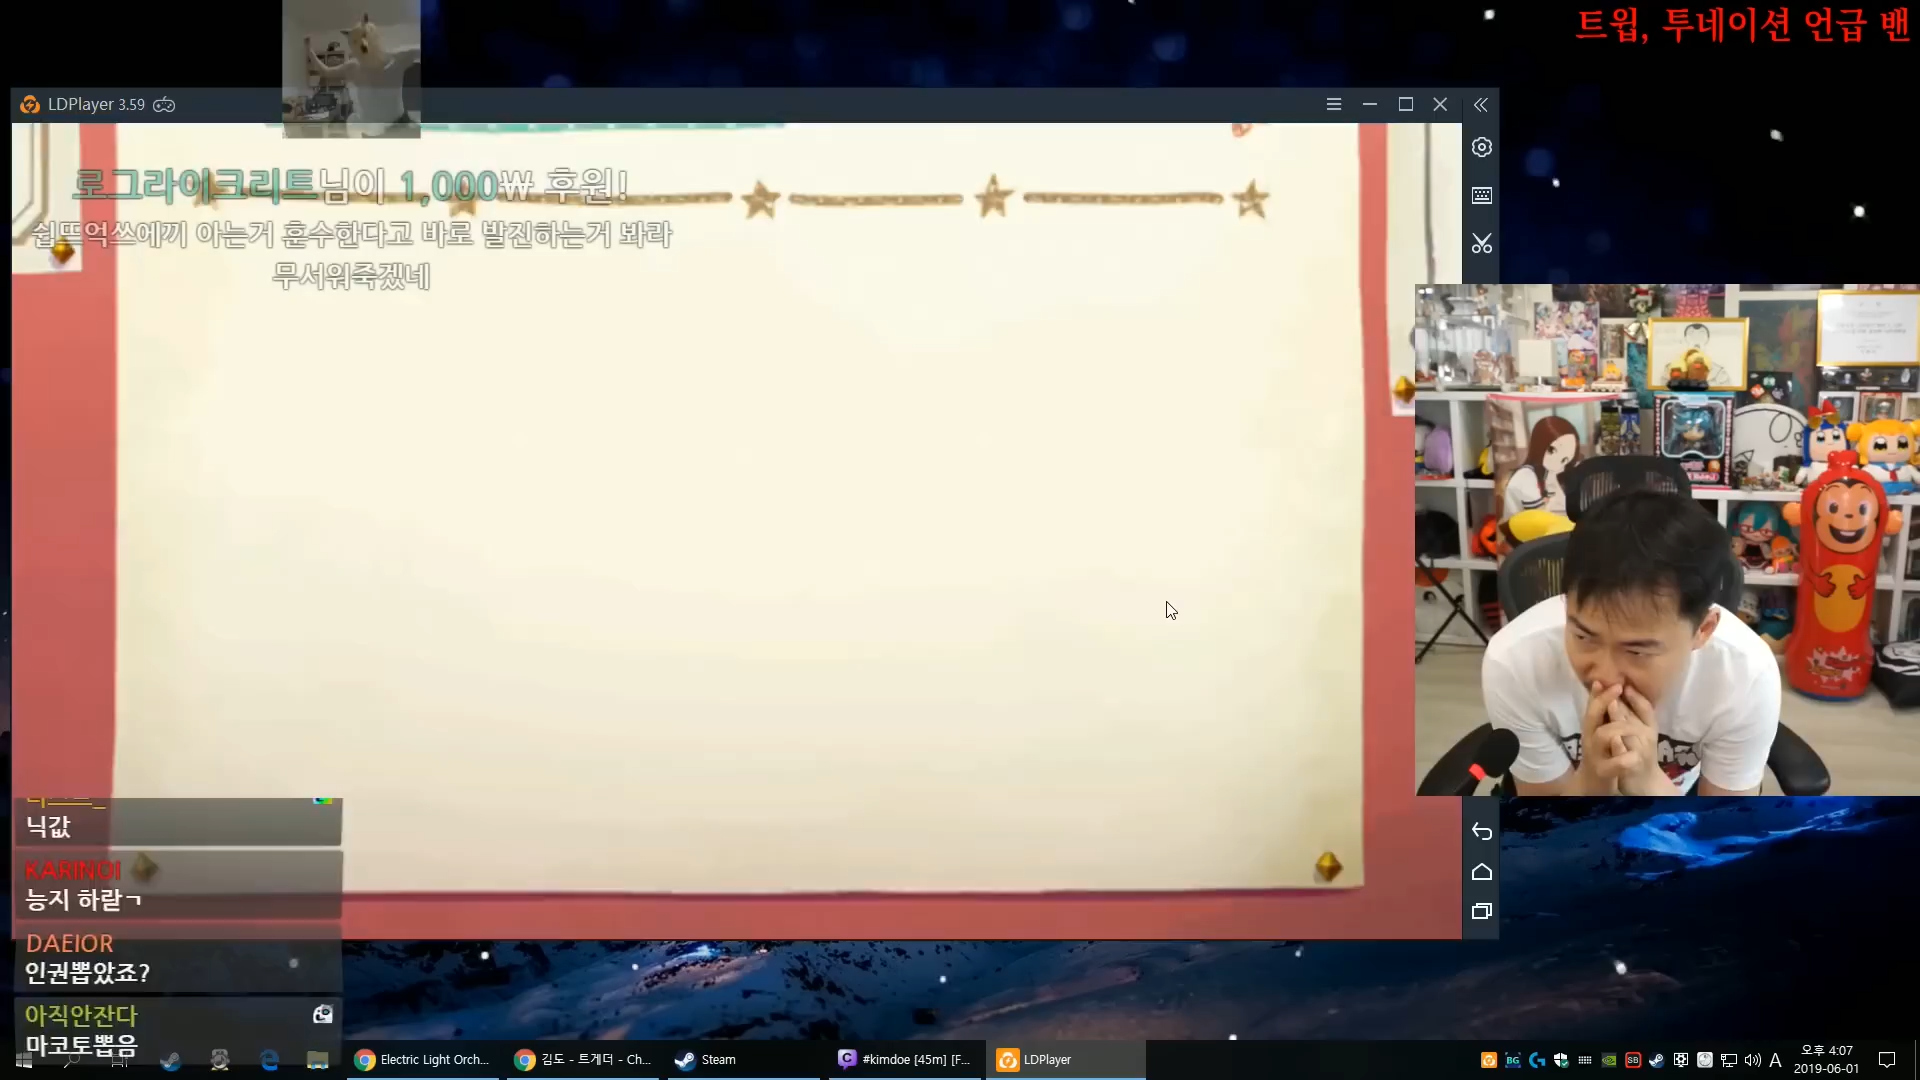 트윕, 투네이션 언급 밴
LDPlayer 3.59
로그라이크리트님이 1,000₩ 후원!
쉽뜨억쓰에끼 아는거 훈수한다고 바로 발진하는거 봐라
무서워죽겠네
닉값
KARINOI
능지 하랃ㄱ
DAEIOR
인권뽑았죠?
아직안잔다
마코토뽑음
Electric Light Orch...
김도 - 트게더 - Ch...
Steam
#kimdoe [45m] [F...
LDPlayer
A
오후 4:07
2019-06-01